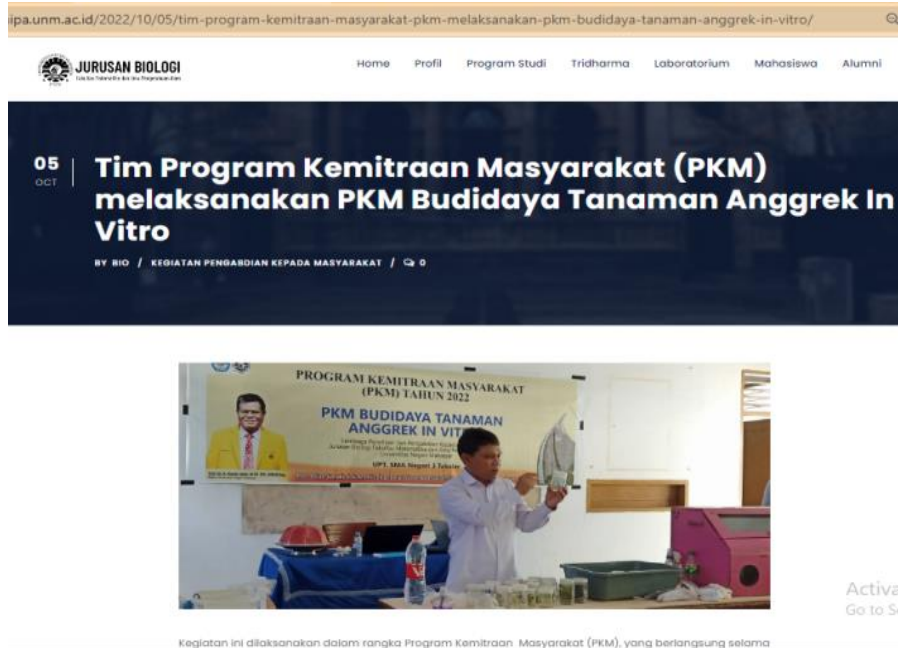 ipa.unm.ac.id/2022/10/05/tim-program-kemitraan-masyarakat-pkm-melaksanakan-pkm-budidaya-tanaman-anggrek-in-vitro/
JURUSAN BIOLOGI
Home Profil Program Studi Tridharma Laboratorium Mahasiswa Alumni
05
OCT
Tim Program Kemitraan Masyarakat (PKM)
melaksanakan PKM Budidaya Tanaman Anggrek In
Vitro
BY BIO / KEGIATAN PENGABDIAN KEPADA MASYARAKAT / 0
PROGRAM KEMITRAAN MASYARAKAT
(PKM) TAHUN 2022
PKM BUDIDAYA TANAMAN
ANGGREK IN VIT
UPT. SMA Negeri 3
Activa
Go to S
Kegiatan ini dilaksanakan dalam rangka Program Kemitraan Masyarakat (PKM), yang berlangsung selama